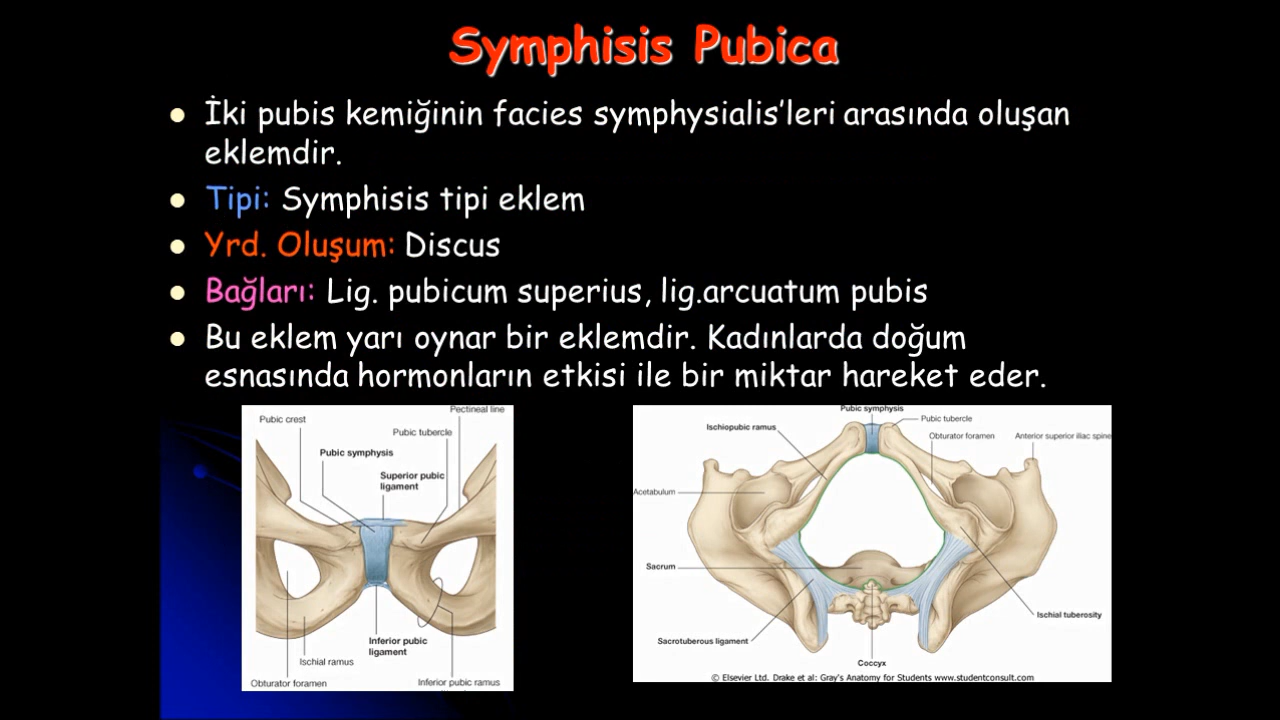 Symphisis Pubica
İki pubis kemiğinin facies symphysialis'leri arasında oluşan
eklemdir.
Tipi: Symphisis tipi eklem
Yrd. Oluşum: Discus
Bağları: Lig. pubicum superius, lig.arcuatum pubis
Bu eklem yarı oynar bir eklemdir. Kadınlarda doğum
esnasında hormonların etkisi ile bir miktar hareket eder.
Pectineal line
Pubic crest
Pubic tubercle
Pubic symphysis
Superior pubic
ligament
Inferior pubic
ligament
Ischial ramus
Obturator foramen
Inferior pubic ramus
Pubic symphysis
Pubic tubercle
Ischiopubic ramus
Obturator foramen
Anterior superior iliac spine
Acetabulum
Sacrum
Ischial tuberosity
Sacrotuberous ligament
Coccyx
© Elsevier Ltd. Drake et al: Gray's Anatomy for Students www.studentconsult.com